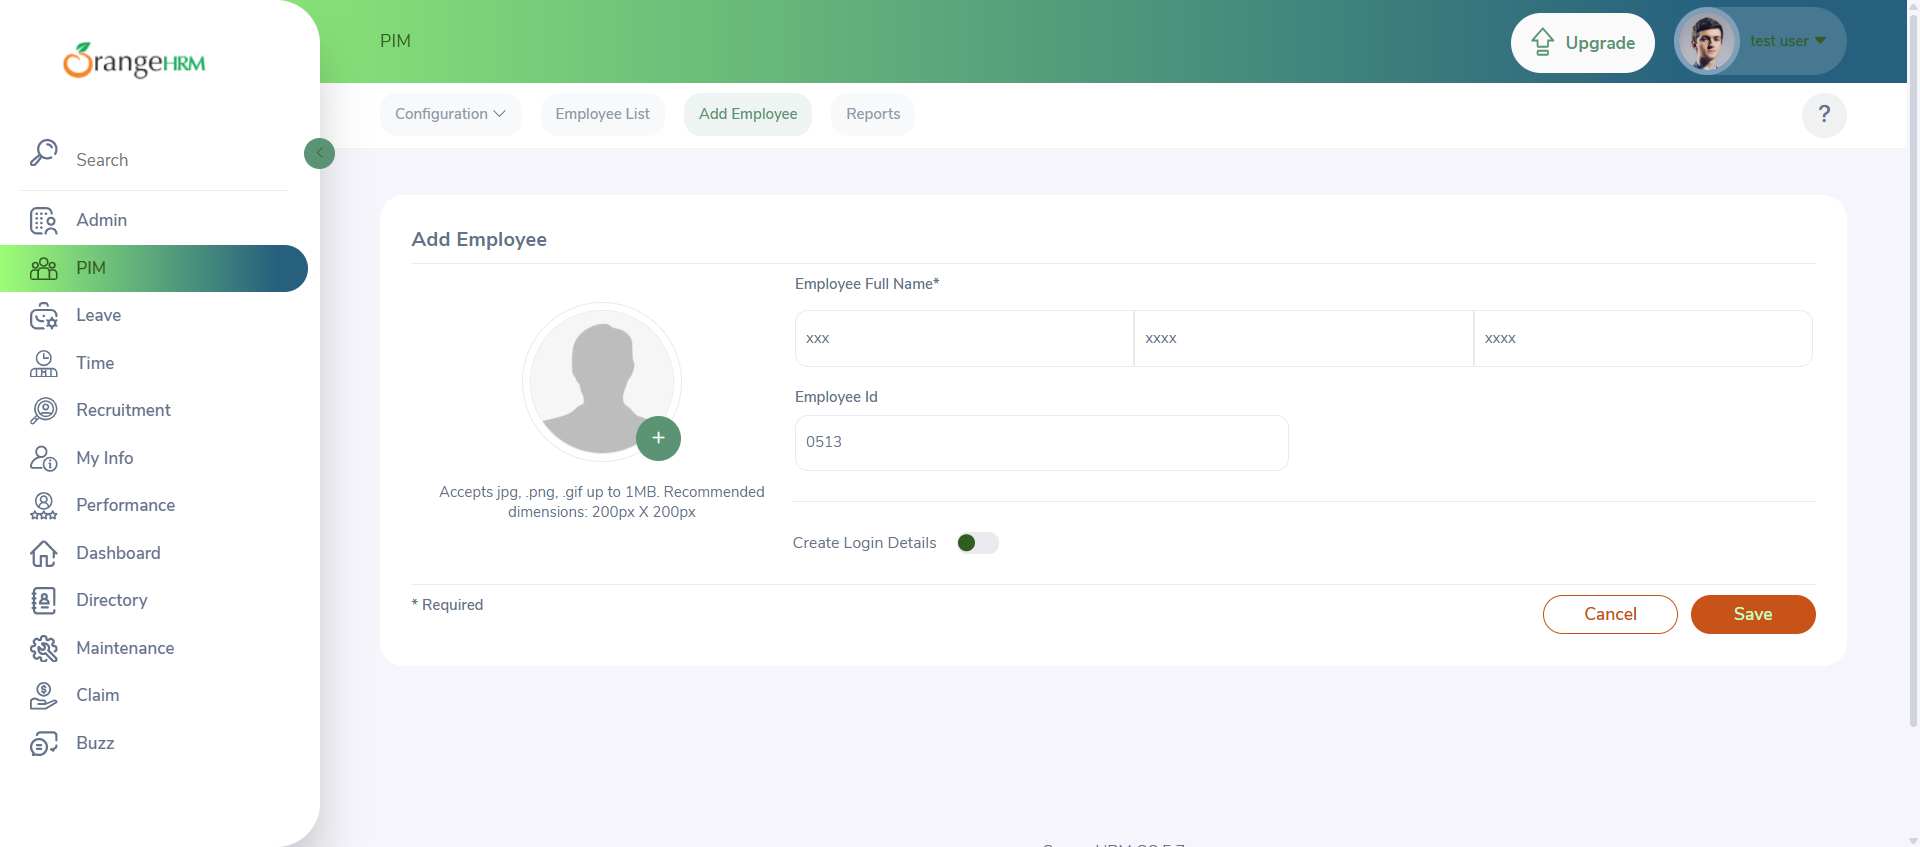 OrangeHRM
Search
Admin
PIM
Leave
Time
Recruitment
My Info
Performance
Dashboard
Directory
Maintenance
Claim
Buzz
PIM
Upgrade
test user
Configuration
Employee List
Add Employee
Reports
?
Add Employee
Accepts jpg, .png, .gif up to 1MB. Recommended
dimensions: 200px X 200px
Employee Full Name*
xxx xxxx xxxx
Employee Id
0513
Create Login Details
* Required
Cancel
Save